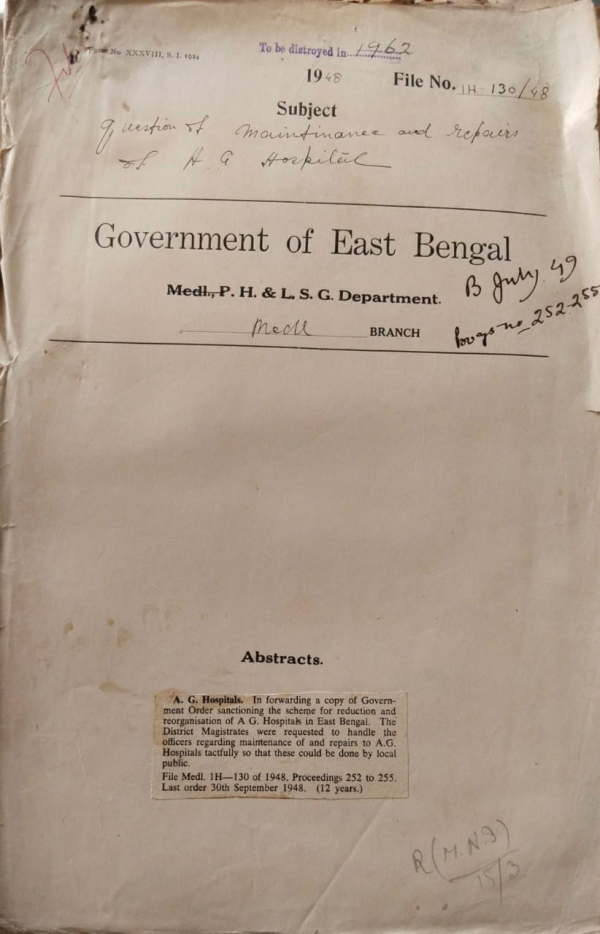 Form No. XXXVIII, S. I. 1924
To be distroyed in...1962
1948 File No. 1H-130/48
Subject
Question of maintinance and repairs
of A G Hospital
Government of East Bengal
Medl., P. H. & L. S. G. Department.
B July. 49
Medl BRANCH
Progs no 252-255
Abstracts.
A. G. Hospitals. In forwarding a copy of Govern-
ment Order sanctioning the scheme for reduction and
reorganisation of A G. Hospitals in East Bengal. The
District Magistrates were requested to handle the
officers regarding maintenance of and repairs to A.G.
Hospitals tactfully so that these could be done by local
public.
File Medl. 1H—130 of 1948. Proceedings 252 to 255.
Last order 30th September 1948. (12 years.)
R(M.N.I)
15/3